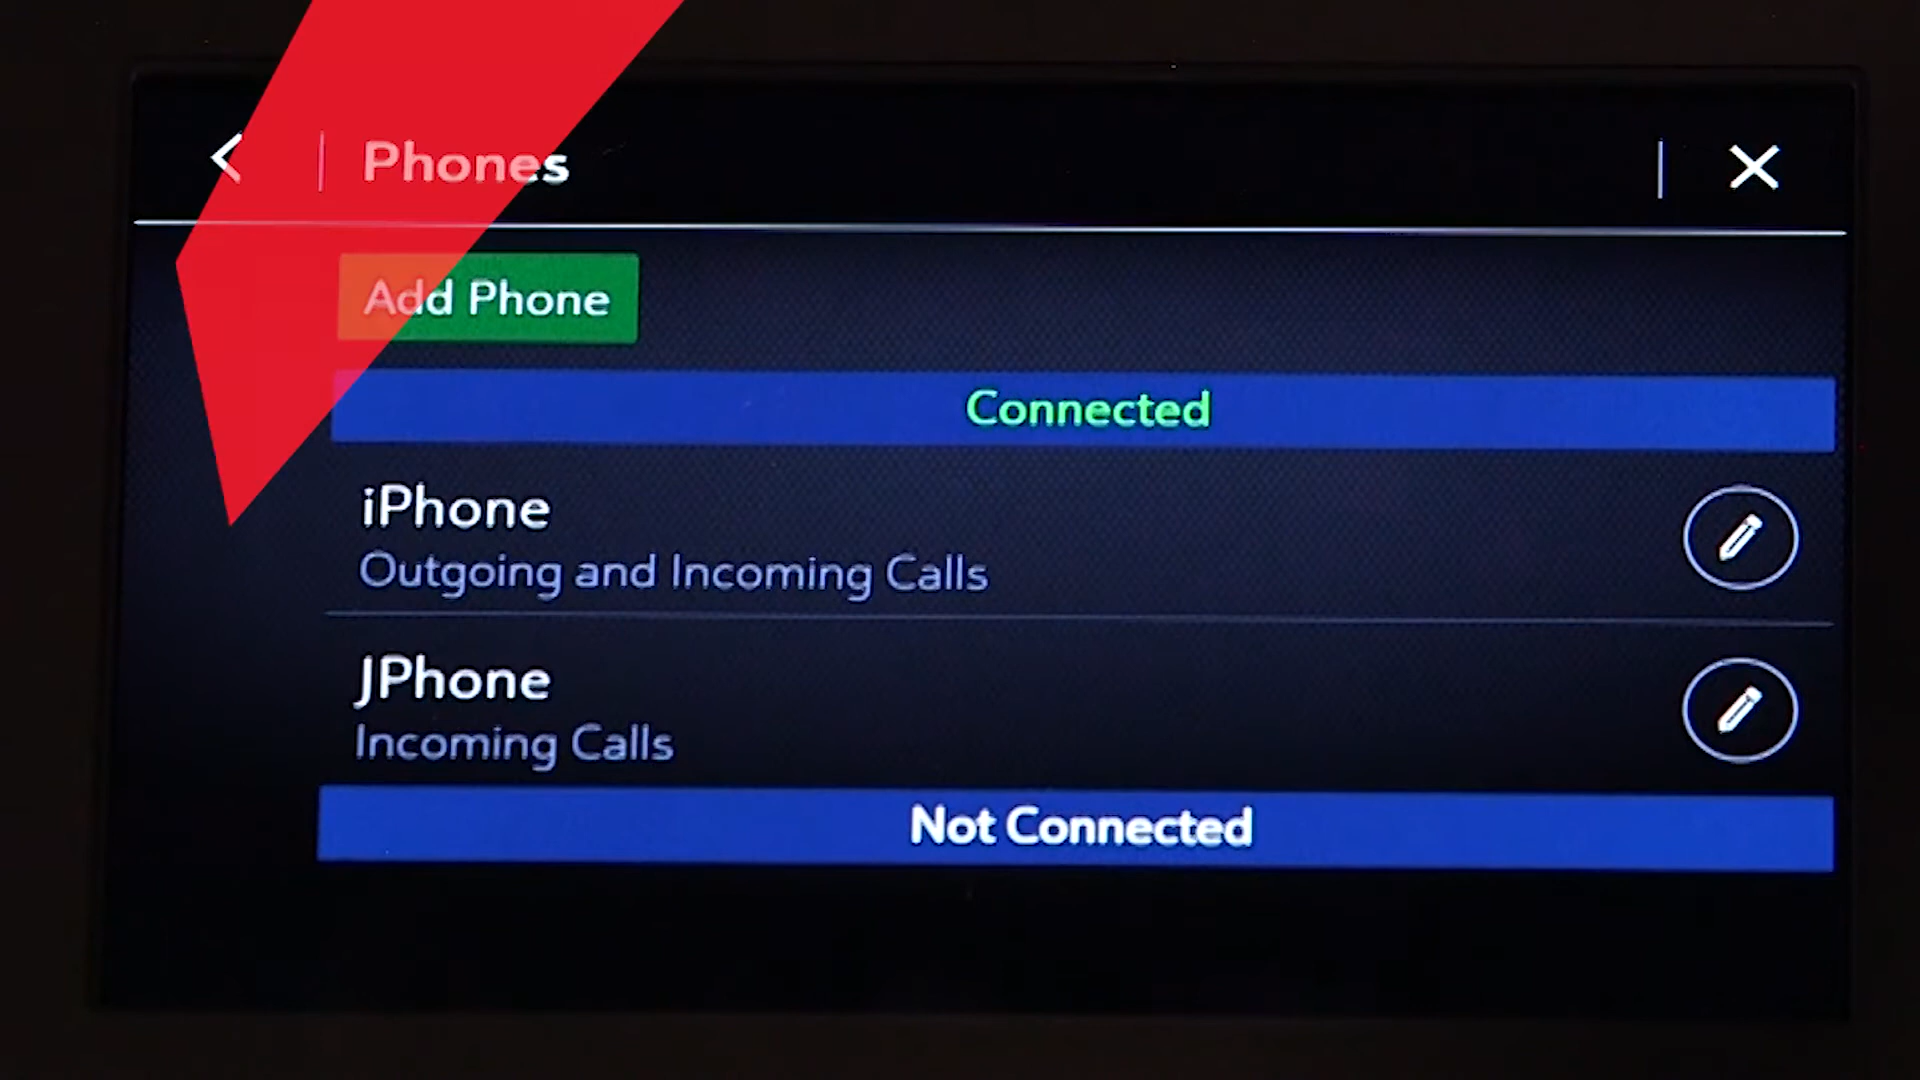 Phones
Add Phone
Connected
iPhone
Outgoing and Incoming Calls
JPhone
Incoming Calls
Not Connected